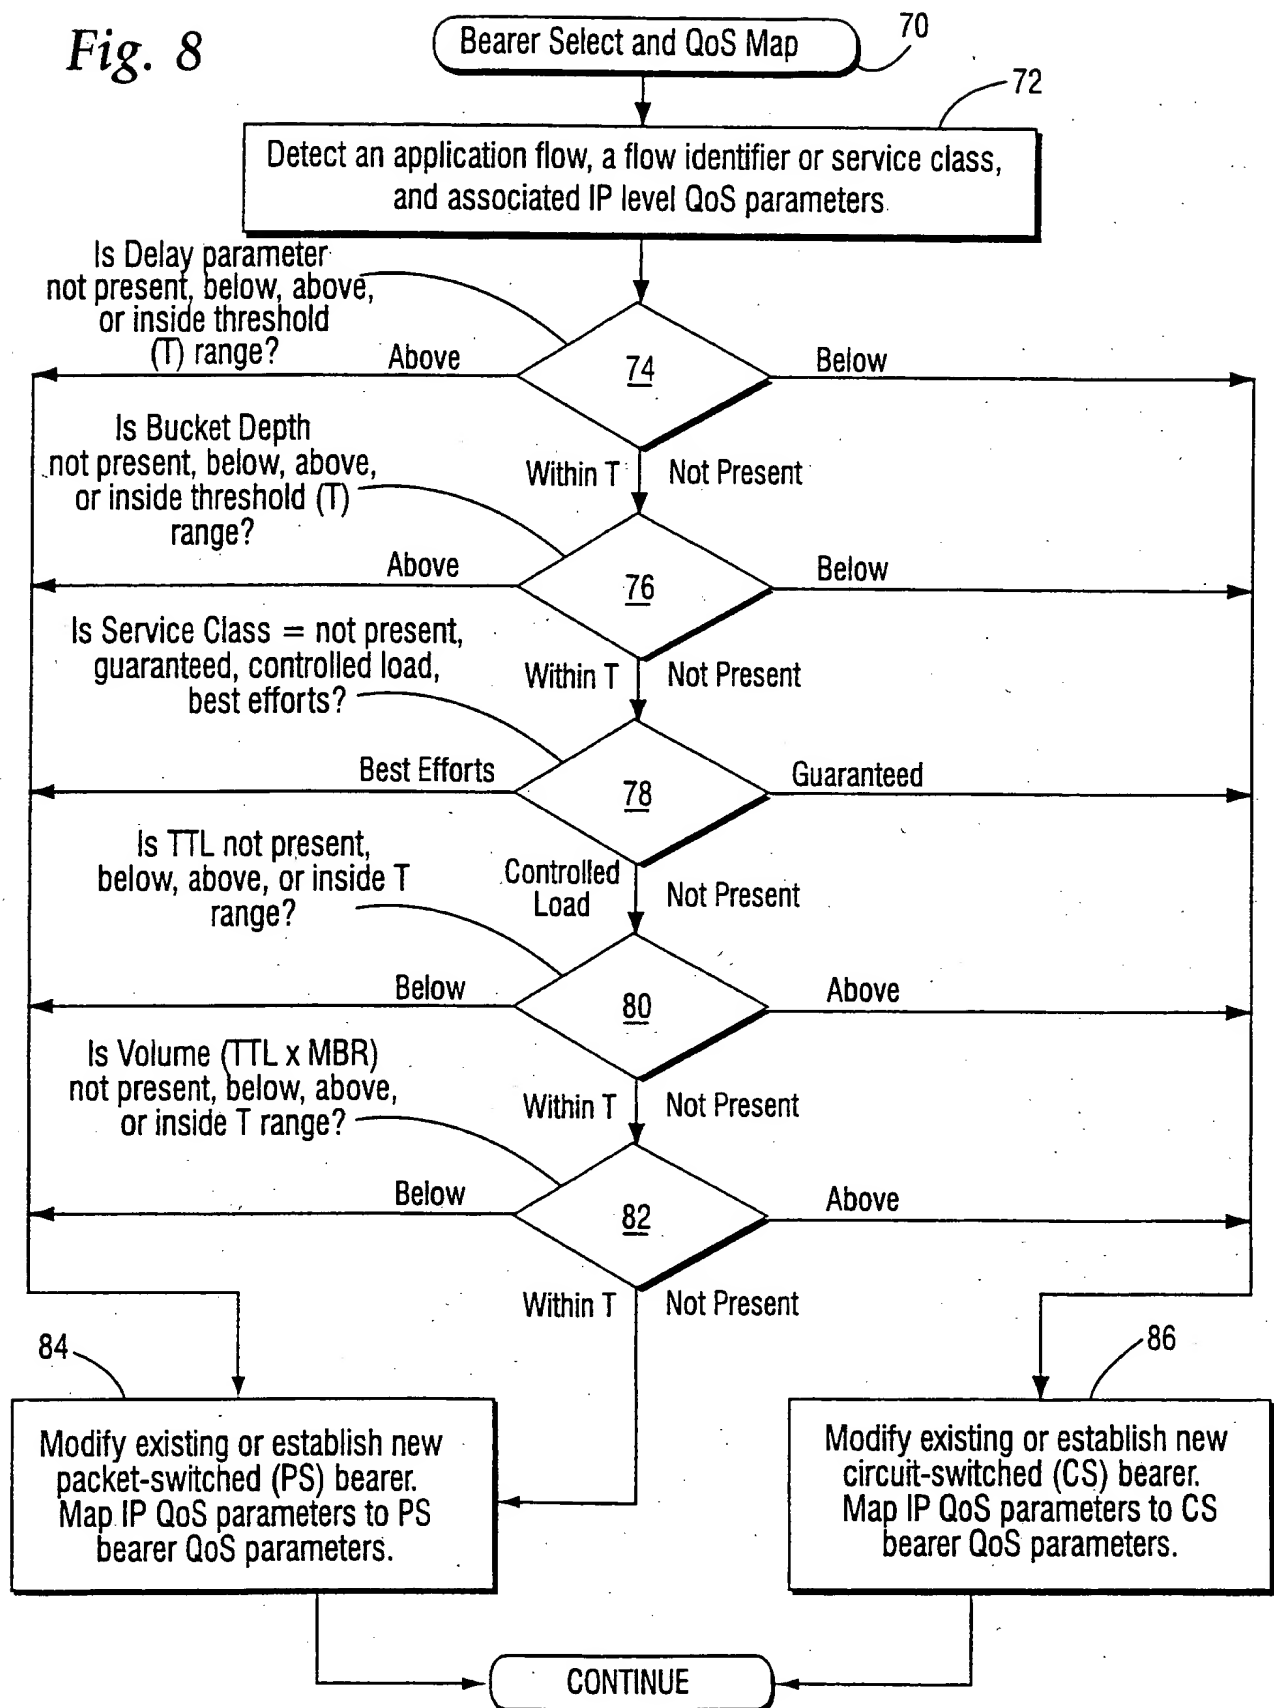 Fig. 8
Bearer Select and QoS Map
70
72
Detect an application flow, a flow identifier or service class,
and associated IP level QoS parameters
Is Delay parameter
not present, below, above,
or inside threshold
(T) range?
Above
74
Below
Within T
Not Present
Is Bucket Depth
not present, below, above,
or inside threshold (T)
range?
Above
76
Below
Within T
Not Present
Is Service Class = not present,
guaranteed, controlled load,
best efforts?
Best Efforts
78
Guaranteed
Controlled
Load
Not Present
Is TTL not present,
below, above, or inside T
range?
Below
80
Above
Within T
Not Present
Is Volume (TTL x MBR)
not present, below, above,
or inside T range?
Below
82
Above
Within T
Not Present
84
Modify existing or establish new
packet-switched (PS) bearer.
Map IP QoS parameters to PS
bearer QoS parameters.
86
Modify existing or establish new
circuit-switched (CS) bearer.
Map IP QoS parameters to CS
bearer QoS parameters.
CONTINUE